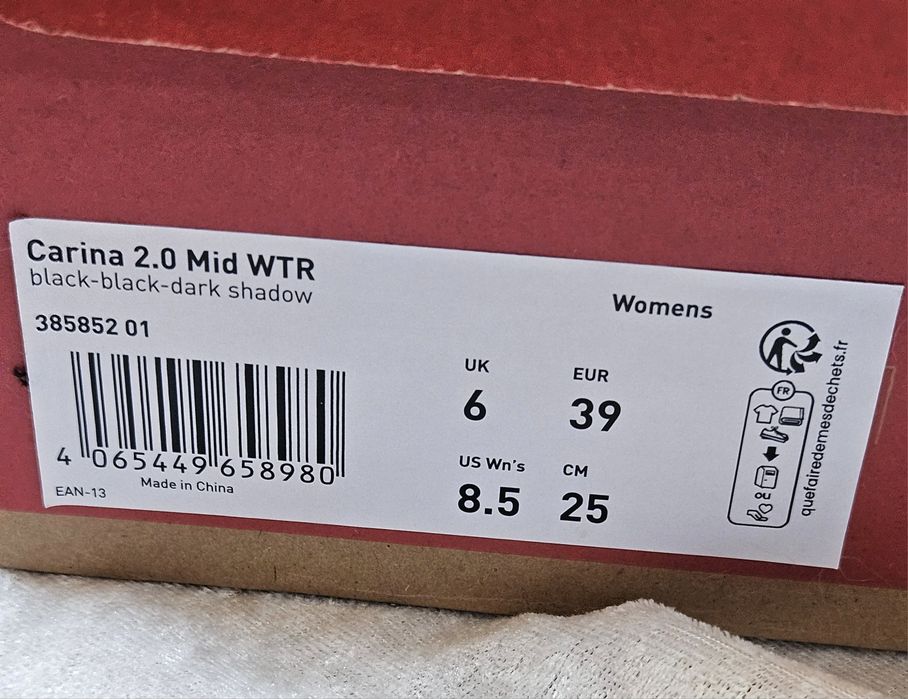 Carina 2.0 Mid WTR
black-black-dark shadow
385852 01
4 065449 658980
EAN-13
Made in China
Womens
UK
6
EUR
39
US Wn's
8.5
CM
25
FR
ou
quefairedemesdechets.fr